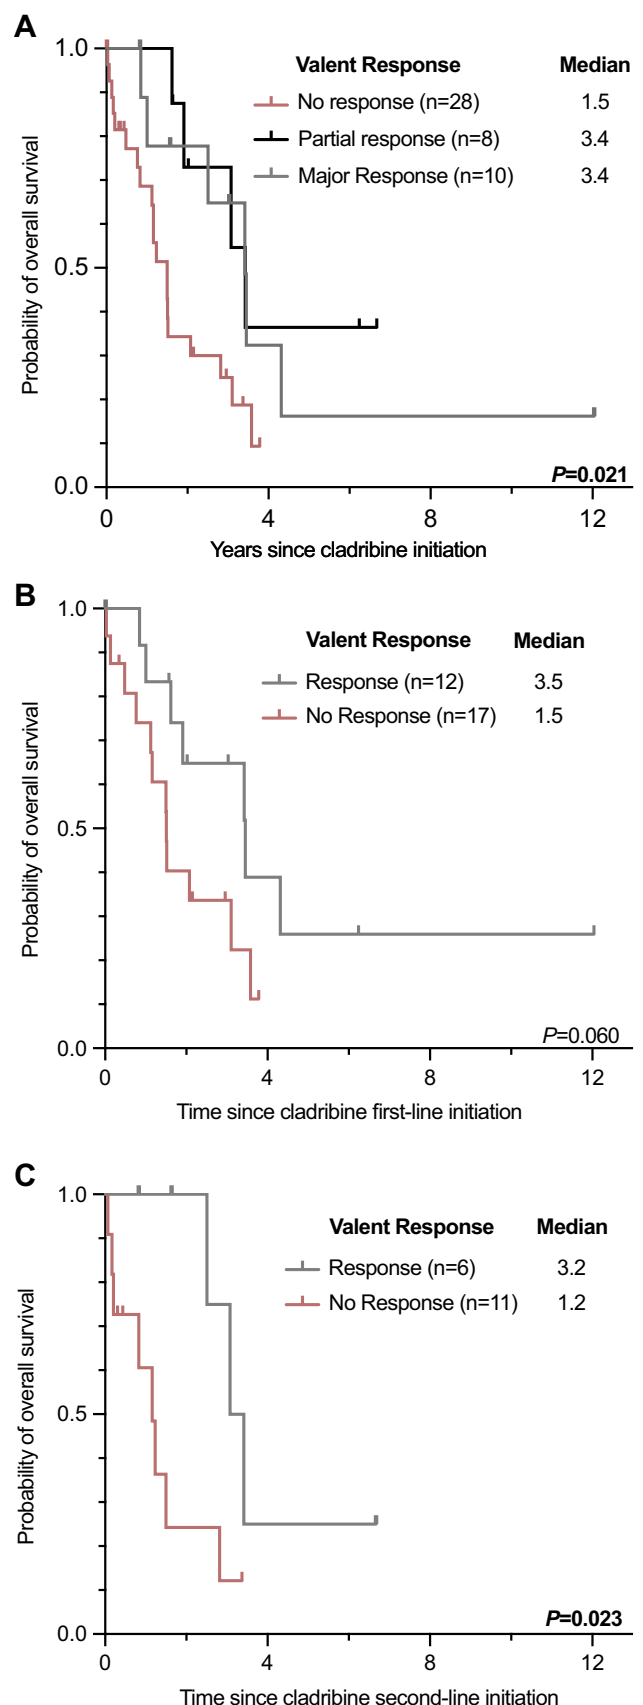 A
Valent Response Median
No response (n=28) 1.5
Partial response (n=8) 3.4
Major Response (n=10) 3.4
Probability of overall survival
1.0
0.5
0.0
P=0.021
0 4 8 12
Years since cladribine initiation
B
Valent Response Median
Response (n=12) 3.5
No Response (n=17) 1.5
Probability of overall survival
1.0
0.5
0.0
P=0.060
0 4 8 12
Time since cladribine first-line initiation
C
Valent Response Median
Response (n=6) 3.2
No Response (n=11) 1.2
Probability of overall survival
1.0
0.5
0.0
P=0.023
0 4 8 12
Time since cladribine second-line initiation